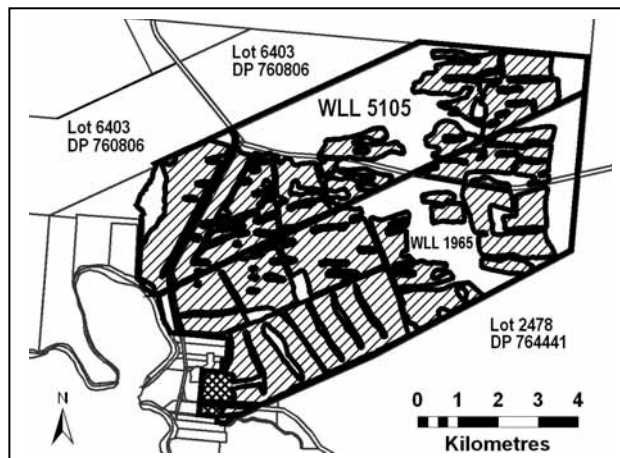 Lot 6403
DP 760806
Lot 6403
DP 760806
WLL 5105
WLL 1965
Lot 2478
DP 764441
N
0 1 2 3 4
Kilometres